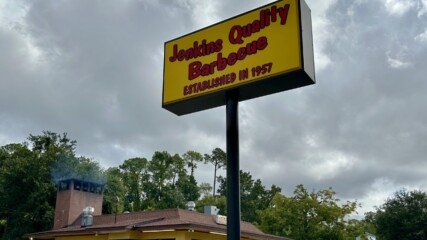 Jenkins Quality
Barbecue
ESTABLISHED IN 1957